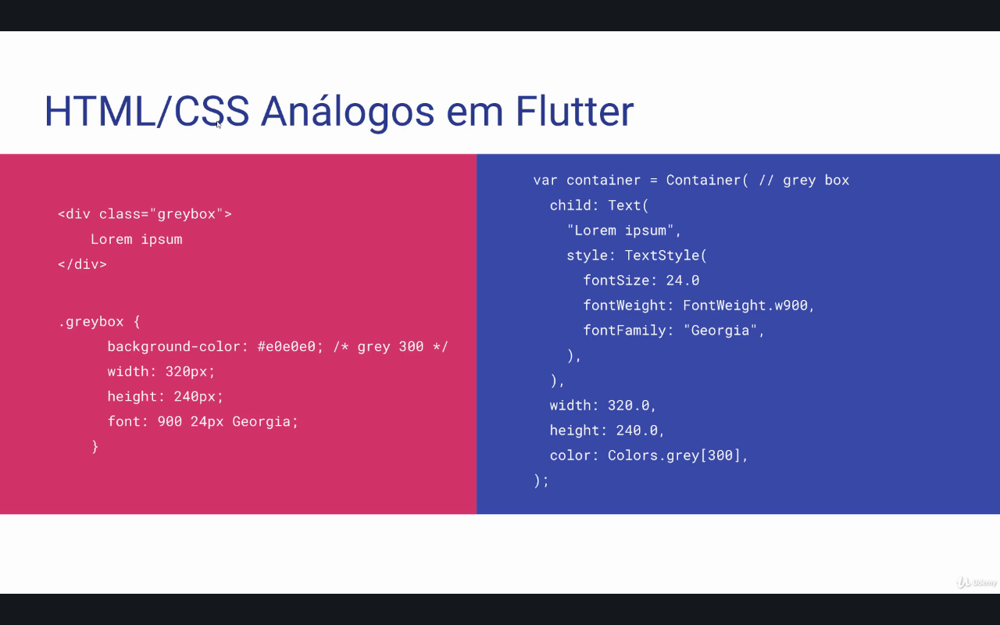 HTML/CSS Análogos em Flutter
<div class="greybox">
Lorem ipsum
</div>
.greybox {
background-color: #e0e0e0; /* grey 300 */
width: 320px;
height: 240px;
font: 900 24px Georgia;
}
var container = Container( // grey box
child: Text(
"Lorem ipsum",
style: TextStyle(
fontSize: 24.0
fontWeight: FontWeight.w900,
fontFamily: "Georgia",
),
),
width: 320.0,
height: 240.0,
color: Colors.grey[300],
);
Udemy